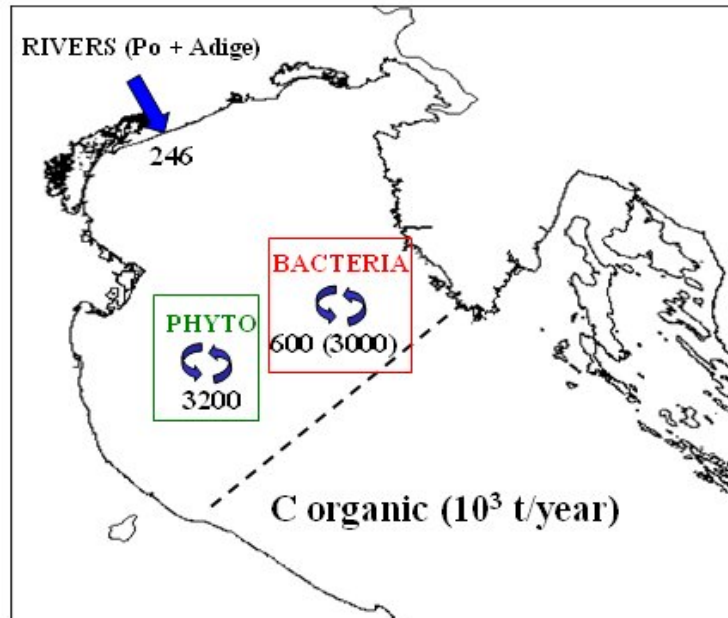 RIVERS (Po + Adige)
246
BACTERIA
600 (3000)
PHYTO
3200
C organic (10³ t/year)